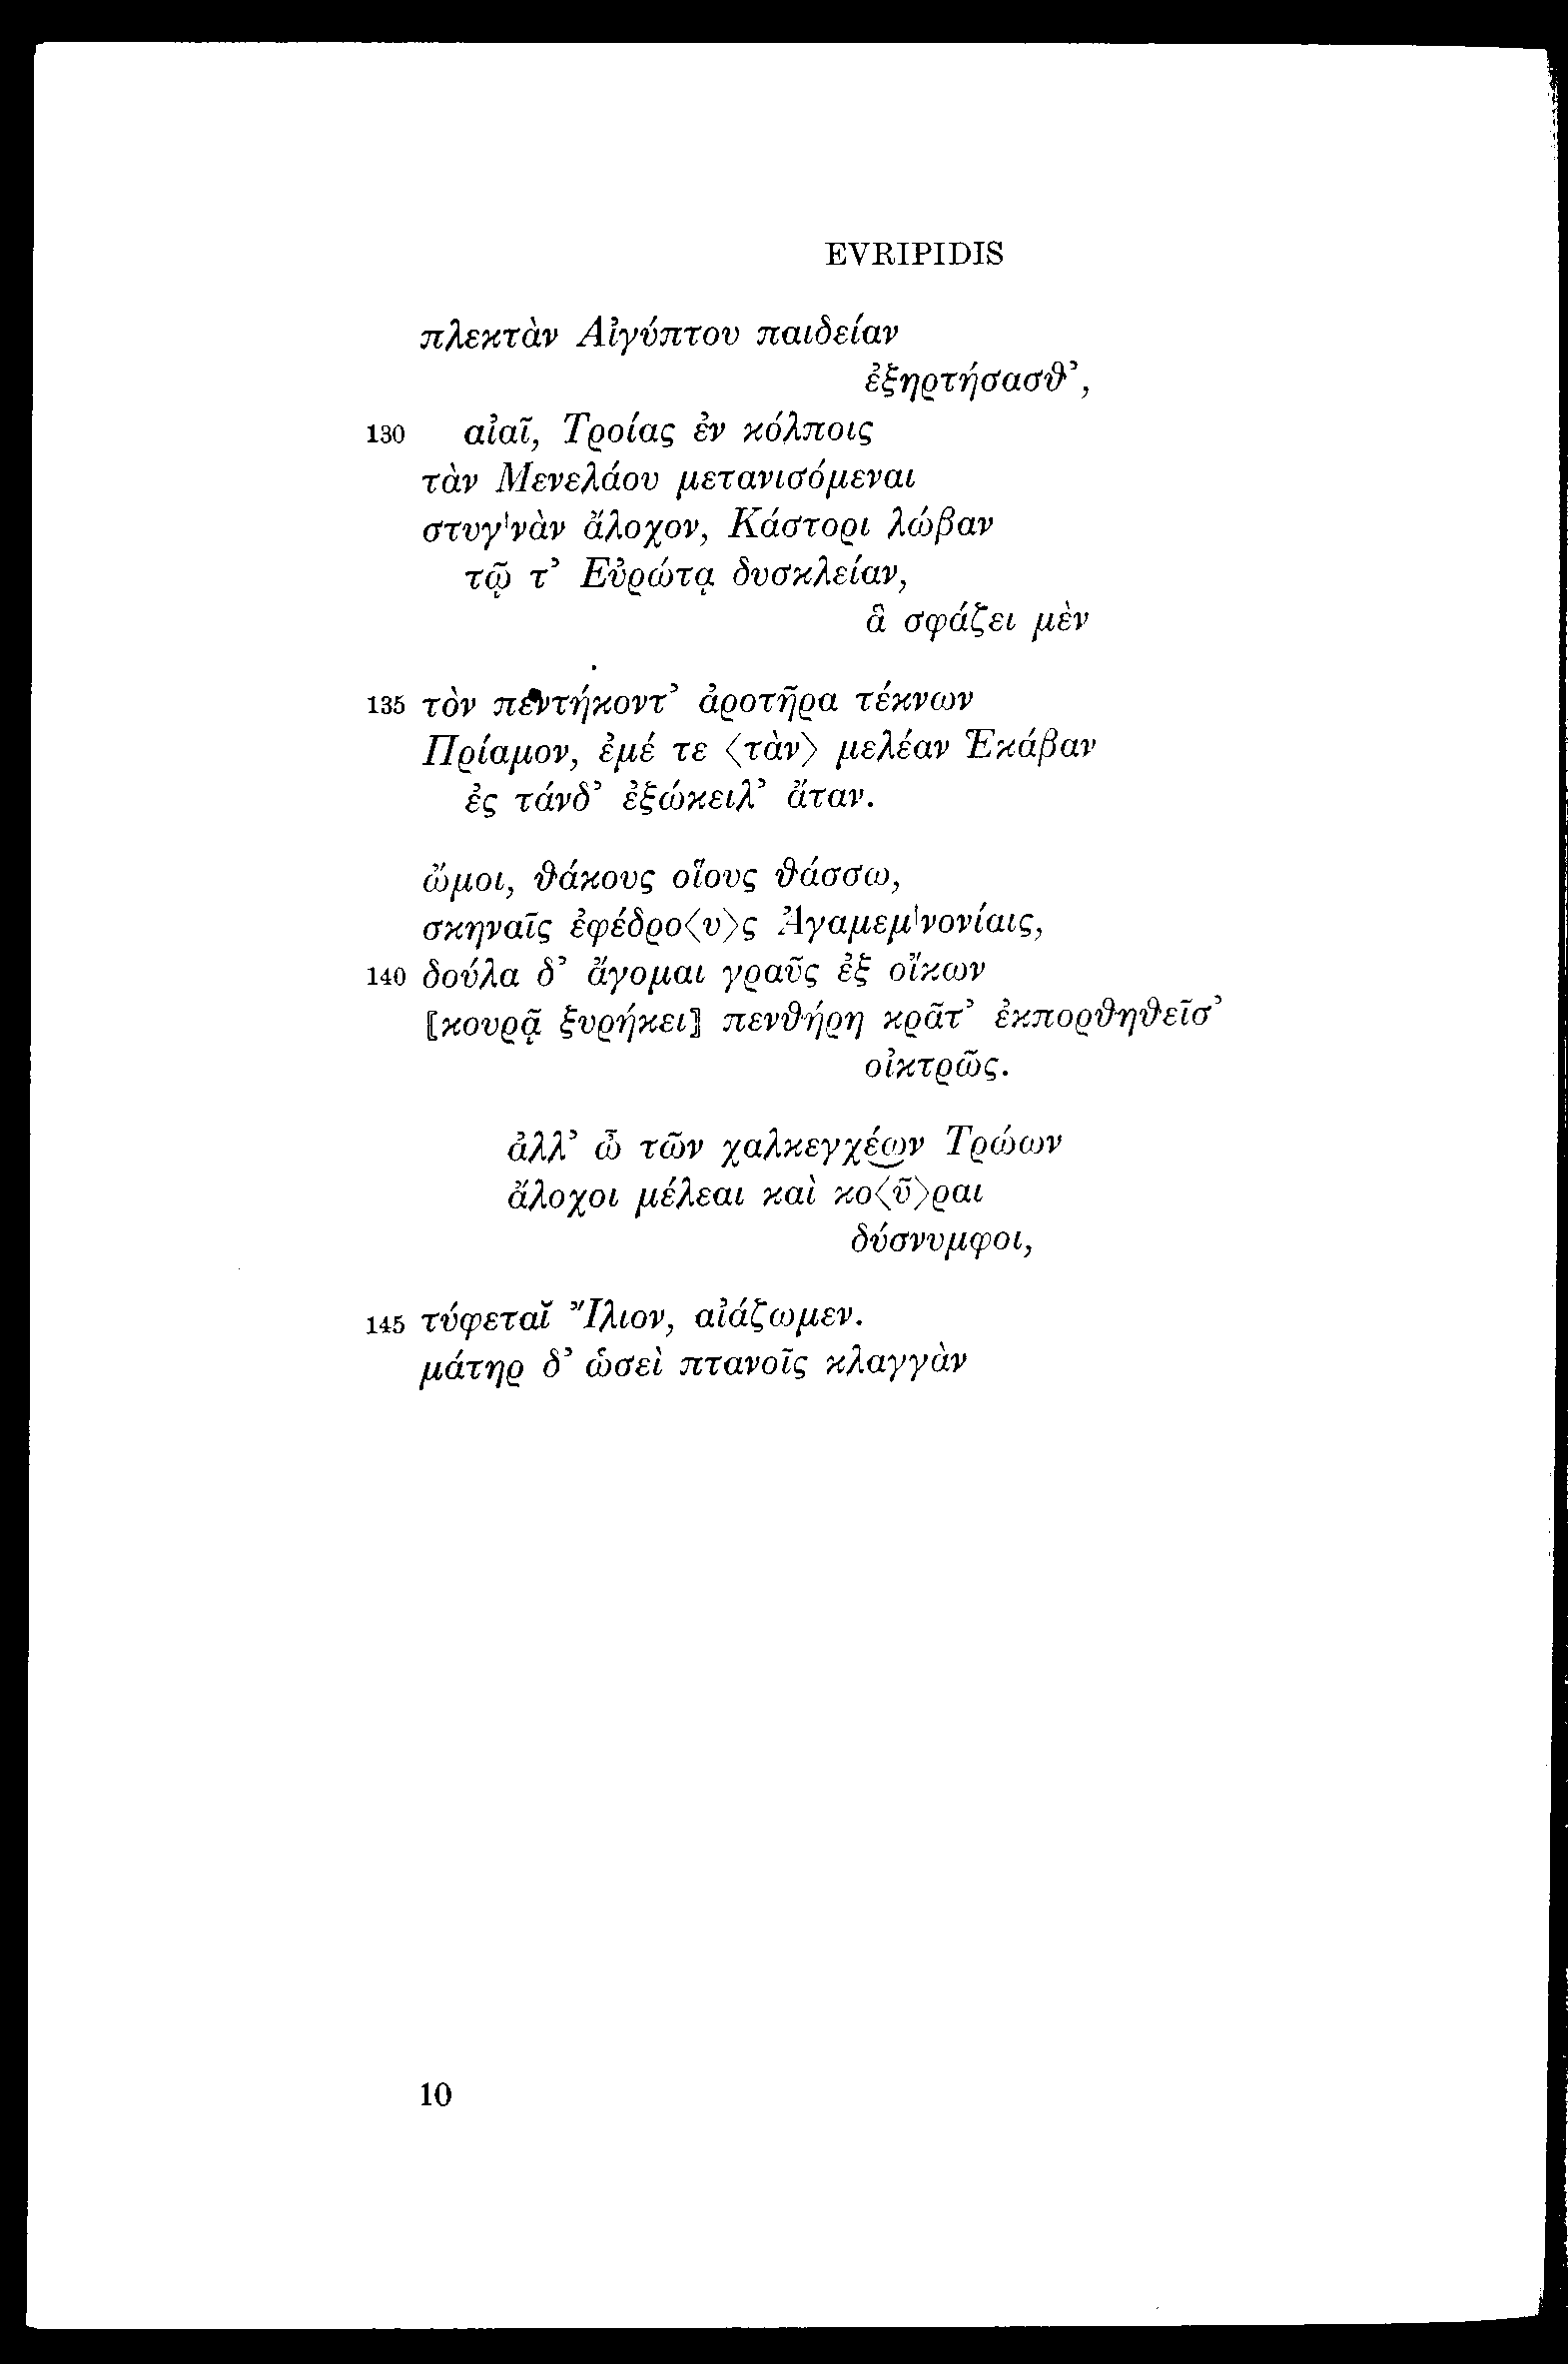 EVRIPIDIS
πλεκτὰν Αἰγύπτου παιδείαν
ἐξηρτήσασθ’,
130 αἰαῖ, Τροίας ἐν κόλποις
τὰν Μενελάου μετανισόμεναι
στυγ|νὰν ἄλοχον, Κάστορι λώβαν
τῷ τ’ Εὐρώτᾳ δυσκλείαν,
ἃ σφάζει μὲν
135 τὸν πεντήκοντ’ ἀροτῆρα τέκνων
Πρίαμον, ἐμέ τε ⟨τὰν⟩ μελέαν Ἑκάβαν
ἐς τάνδ’ ἐξώκειλ’ ἄταν.
ὤμοι, θάκους οἵους θάσσω,
σκηναῖς ἐφέδρο⟨υ⟩ς Ἀγαμεμ|νονίαις,
140 δούλα δ’ ἄγομαι γραῦς ἐξ οἴκων
⟦κουρᾷ ξυρήκει⟧ πενθήρη κρᾶτ’ ἐκπορθηθεῖσ’
οἰκτρῶς.
ἀλλ’ ὦ τῶν χαλκεγχέων Τρώων
ἄλοχοι μέλεαι καὶ κο⟨ῦ⟩ραι
δύσνυμφοι,
145 τύφεταῐ Ἴλιον, αἰάζωμεν.
μάτηρ δ’ ὡσεὶ πτανοῖς κλαγγὰν
10